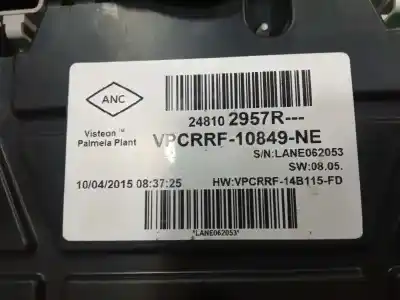 ANC
24810 2957R---
Visteon™
Palmela Plant
VPCRRF-10849-NE
S/N:LANE062053
SW:08.05.
10/04/2015 08:37:25
HW:VPCRRF-14B115-FD
*LANE062053*